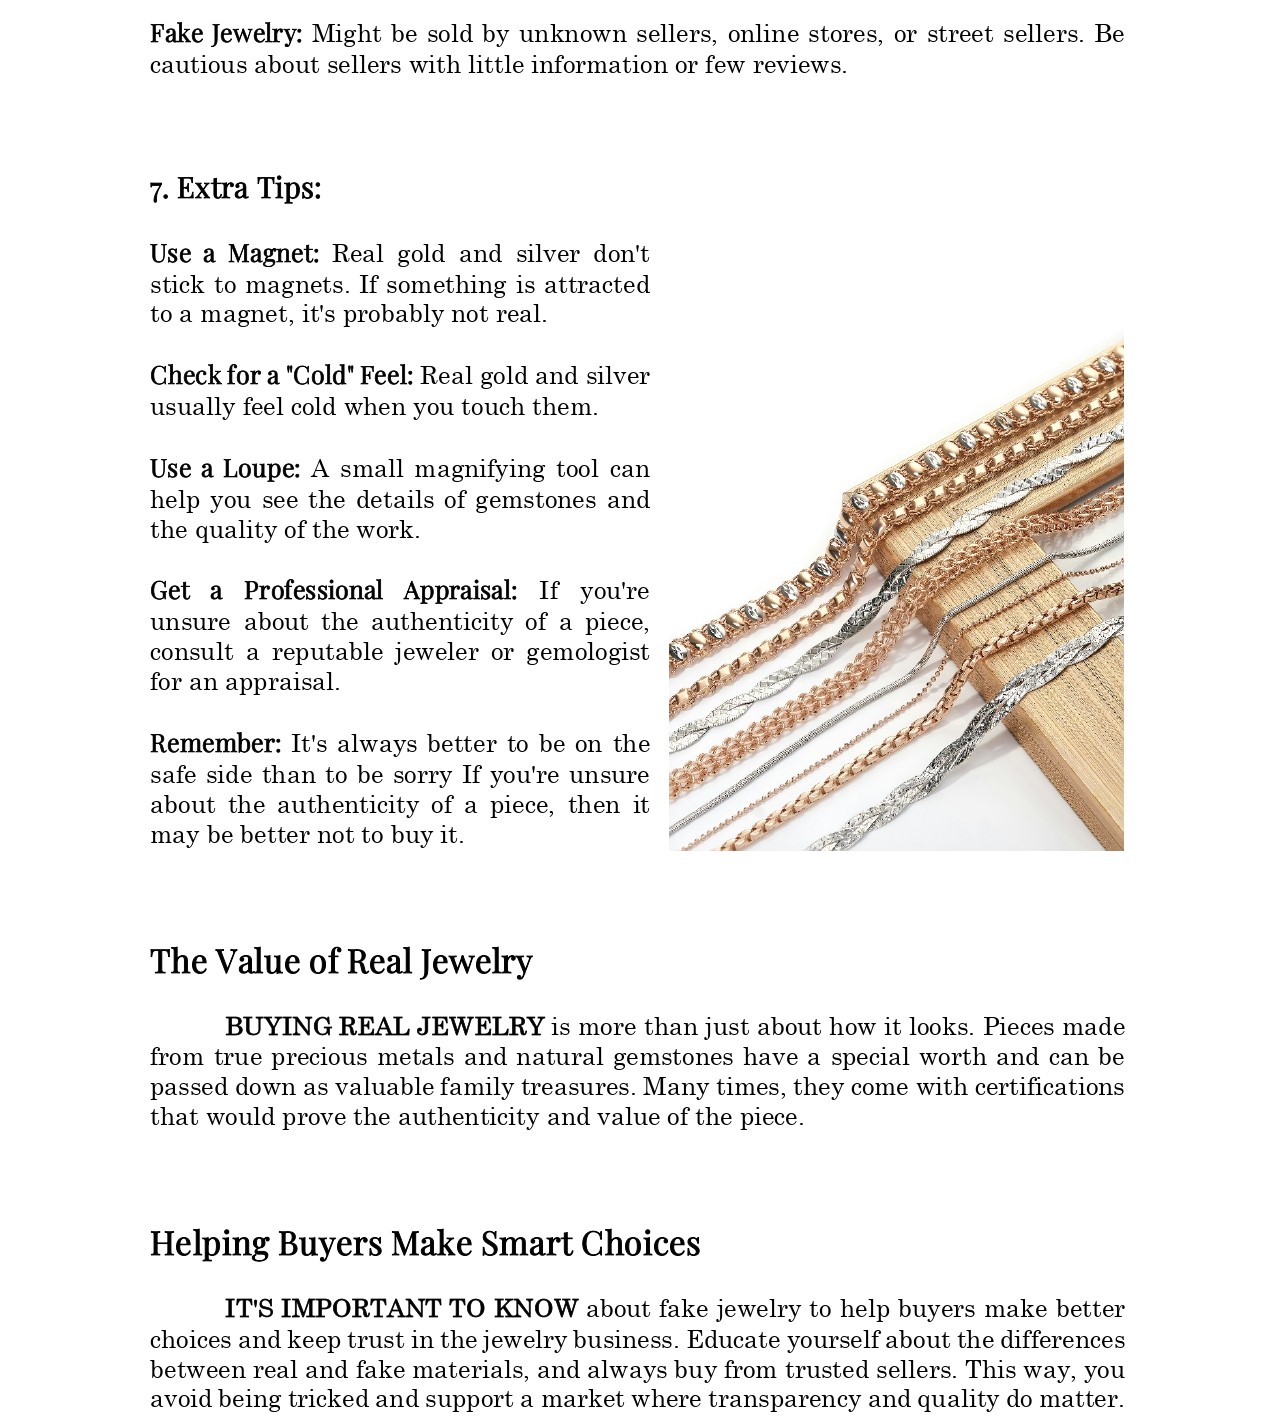 Fake Jewelry: Might be sold by unknown sellers, online stores, or street sellers. Be
cautious about sellers with little information or few reviews.
7. Extra Tips:
Use a Magnet: Real gold and silver don't
stick to magnets. If something is attracted
to a magnet, it's probably not real.
Check for a "Cold" Feel: Real gold and silver
usually feel cold when you touch them.
Use a Loupe: A small magnifying tool can
help you see the details of gemstones and
the quality of the work.
Get a Professional Appraisal: If you're
unsure about the authenticity of a piece,
consult a reputable jeweler or gemologist
for an appraisal.
Remember: It's always better to be on the
safe side than to be sorry If you're unsure
about the authenticity of a piece, then it
may be better not to buy it.
The Value of Real Jewelry
BUYING REAL JEWELRY is more than just about how it looks. Pieces made
from true precious metals and natural gemstones have a special worth and can be
passed down as valuable family treasures. Many times, they come with certifications
that would prove the authenticity and value of the piece.
Helping Buyers Make Smart Choices
IT'S IMPORTANT TO KNOW about fake jewelry to help buyers make better
choices and keep trust in the jewelry business. Educate yourself about the differences
between real and fake materials, and always buy from trusted sellers. This way, you
avoid being tricked and support a market where transparency and quality do matter.